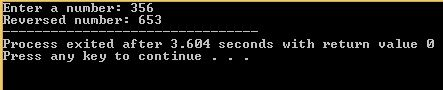 Enter a number: 356
Reversed number: 653
--------------------------------
Process exited after 3.604 seconds with return value 0
Press any key to continue . . .